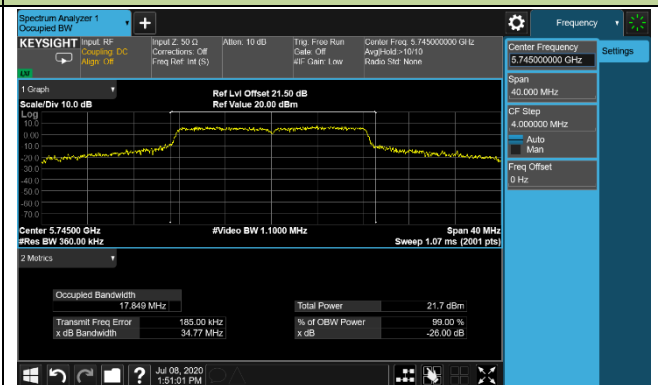 Spectrum Analyzer 1
Occupied BW
+
Frequency
KEYSIGHT
Input: RF
Coupling: DC
Align: Off
Input Z: 50 Ω
Corrections: Off
Freq Ref: Int (S)
Atten: 10 dB
Trig: Free Run
Gate: Off
#IF Gain: Low
Center Freq: 5.745000000 GHz
Avg|Hold:>10/10
Radio Std: None
LXI
Center Frequency
5.745000000 GHz
Settings
Span
40.000 MHz
CF Step
4.000000 MHz
Auto
Man
Freq Offset
0 Hz
1 Graph
Scale/Div 10.0 dB
Ref Lvl Offset 21.50 dB
Ref Value 20.00 dBm
Log
10.0
0.00
-10.0
-20.0
-30.0
-40.0
-50.0
-60.0
-70.0
Center 5.74500 GHz
#Res BW 360.00 kHz
#Video BW 1.1000 MHz
Span 40 MHz
Sweep 1.07 ms (2001 pts)
2 Metrics
Occupied Bandwidth
17.849 MHz
Total Power 21.7 dBm
Transmit Freq Error 185.00 kHz
% of OBW Power 99.00 %
x dB Bandwidth 34.77 MHz
x dB -26.00 dB
?
Jul 08, 2020
1:51:01 PM